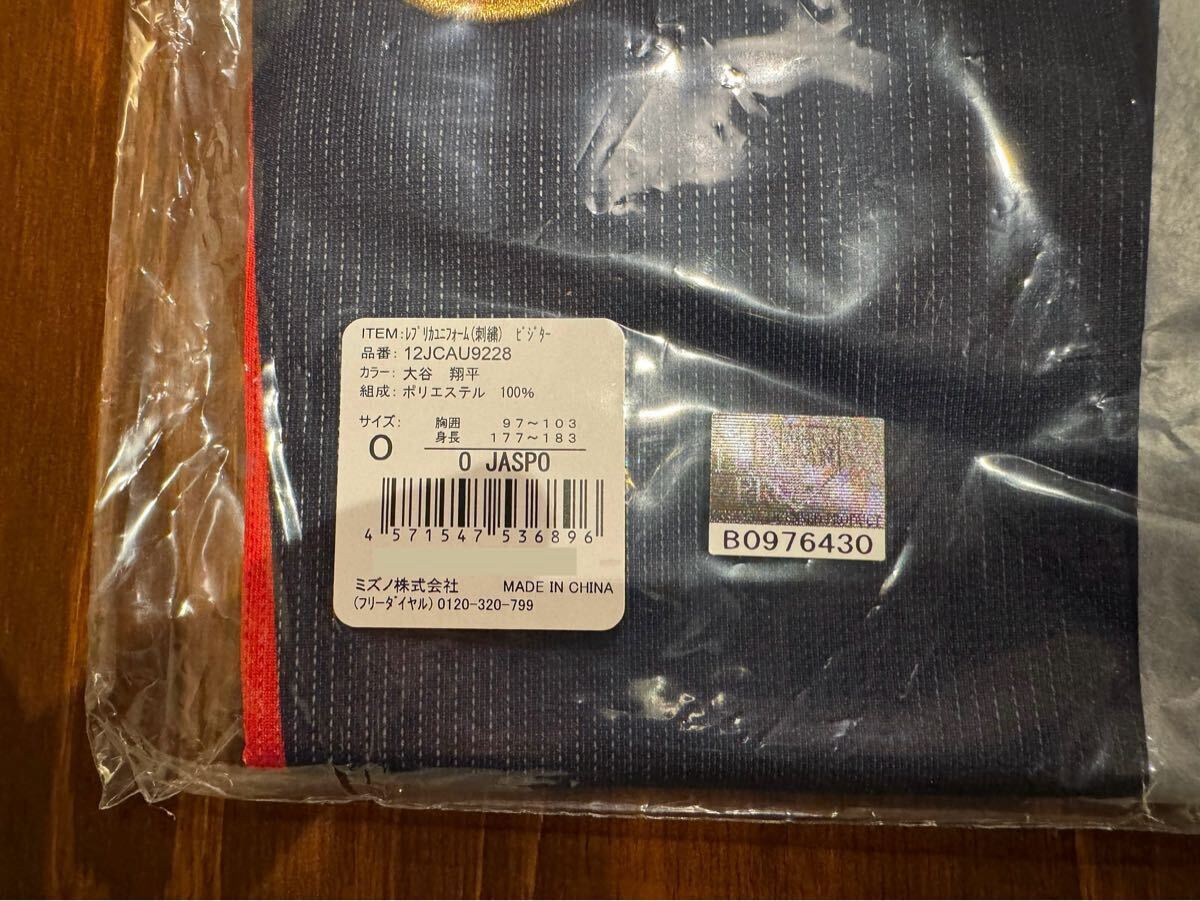 ITEM:ﾚﾌﾟﾘｶﾕﾆﾌｫｰﾑ(刺繍) ﾋﾞｼﾞﾀｰ
品番: 12JCAU9228
カラー: 大谷 翔平
組成: ポリエステル 100%
サイズ: 胸囲 97~103
O 身長 177~183
O JASPO
4 571547 536896
ミズノ株式会社 MADE IN CHINA
(フリーダイヤル) 0120-320-799
B0976430